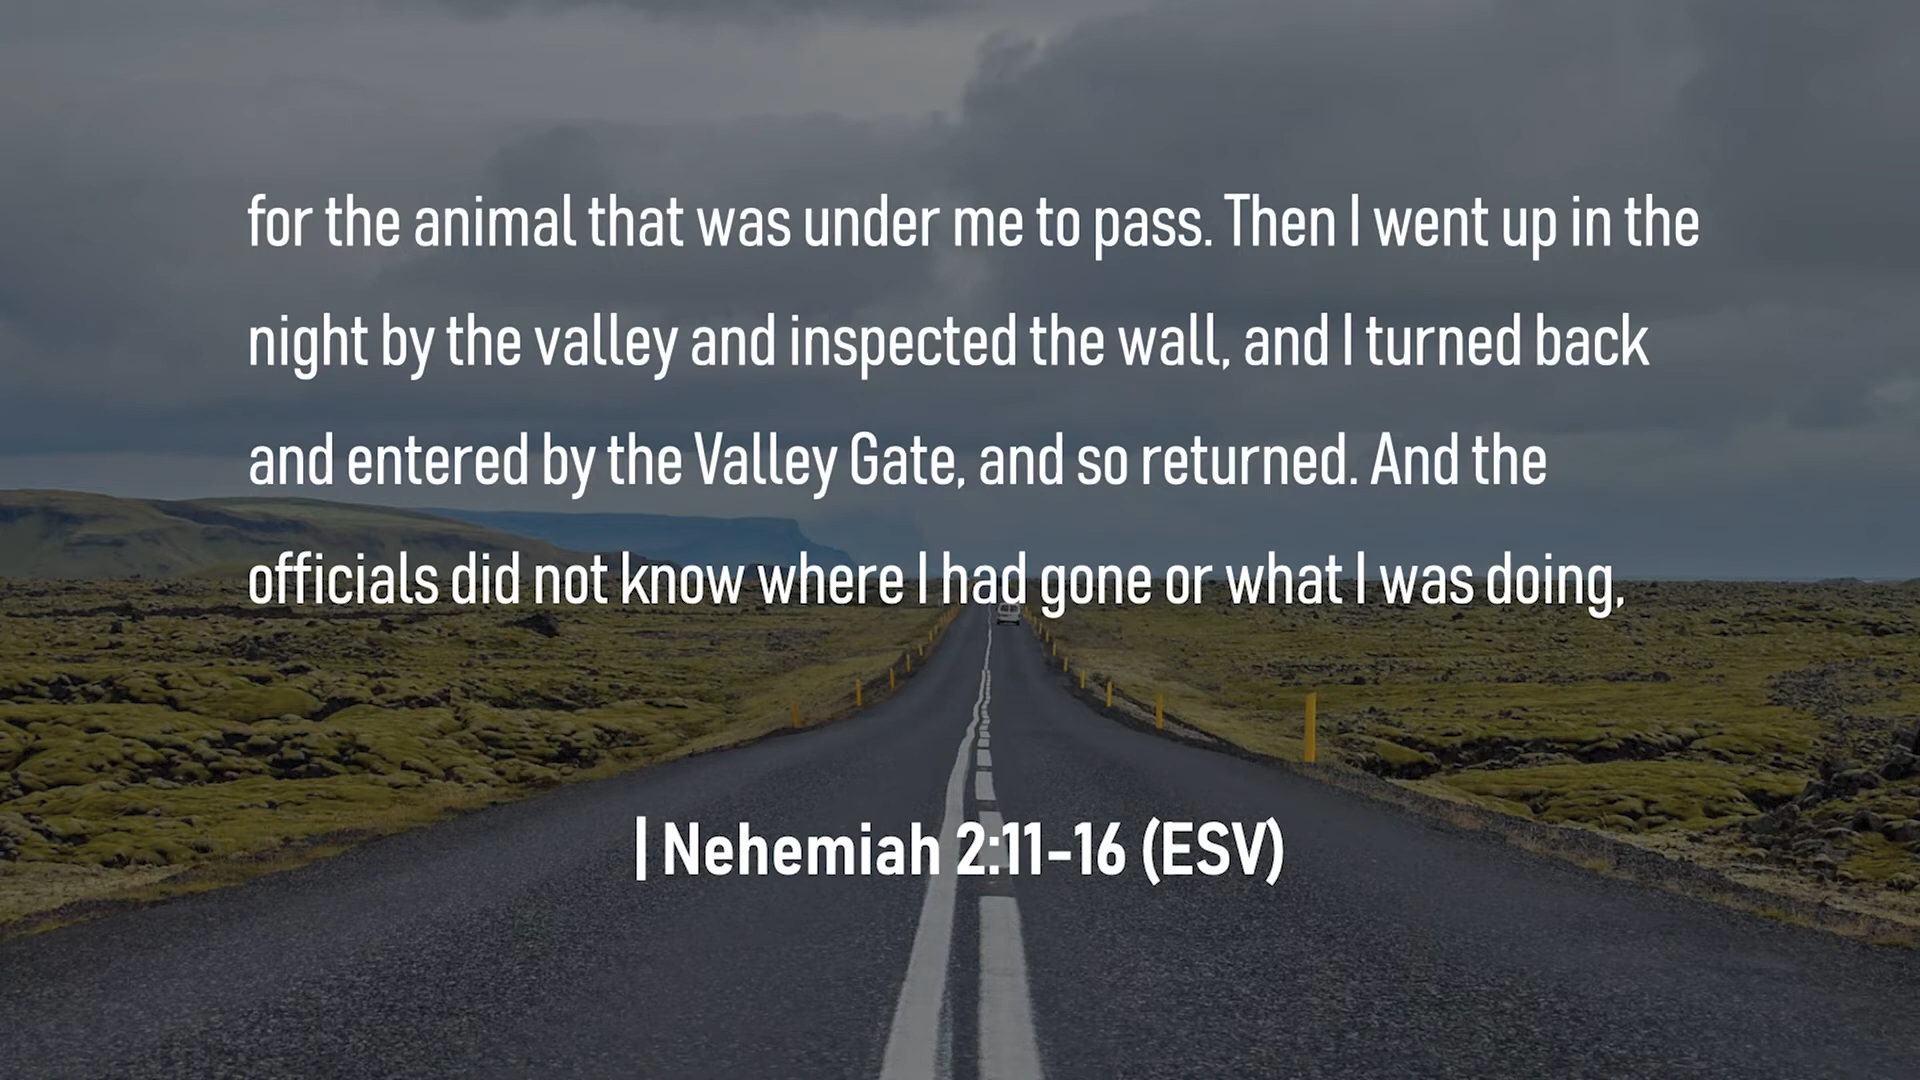 for the animal that was under me to pass. Then I went up in the
night by the valley and inspected the wall, and I turned back
and entered by the Valley Gate, and so returned. And the
officials did not know where I had gone or what I was doing,
| Nehemiah 2:11-16 (ESV)